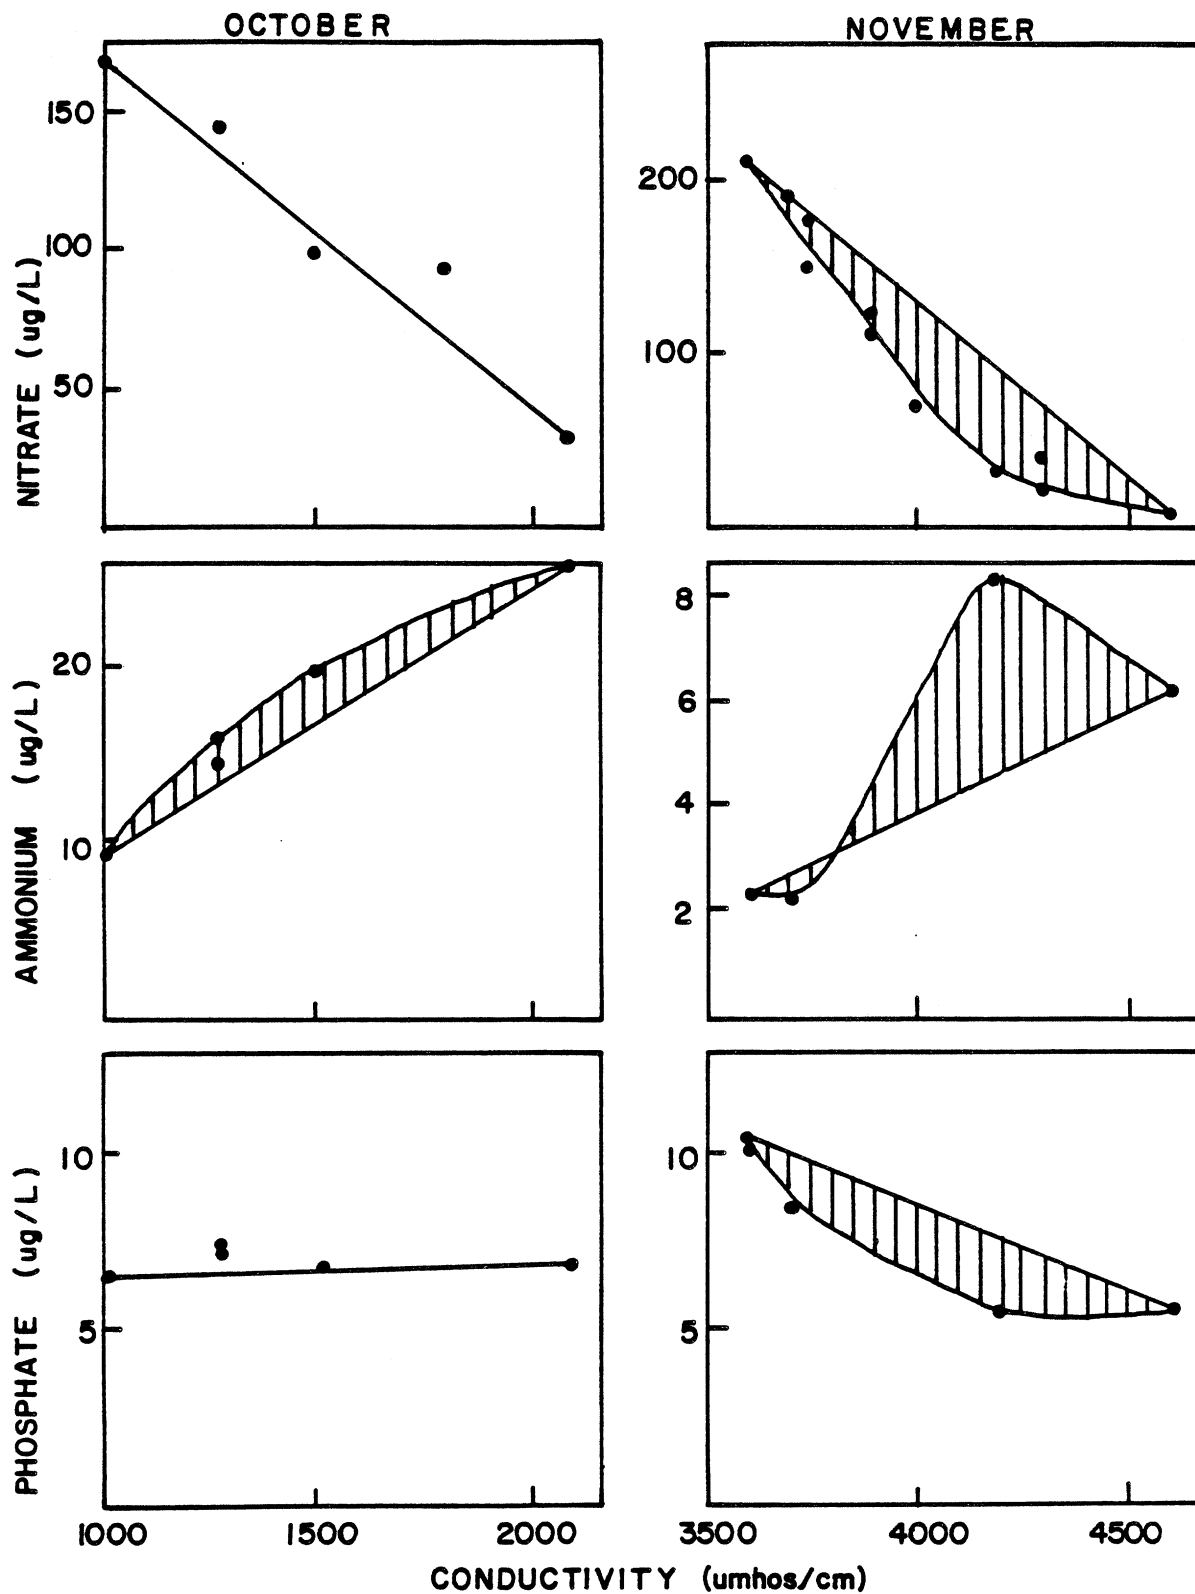 OCTOBER
NOVEMBER
NITRATE (ug/L)
150
100
50
200
100
AMMONIUM (ug/L)
20
10
8
6
4
2
PHOSPHATE (ug/L)
10
5
10
5
1000 1500 2000
3500 4000 4500
CONDUCTIVITY (umhos/cm)